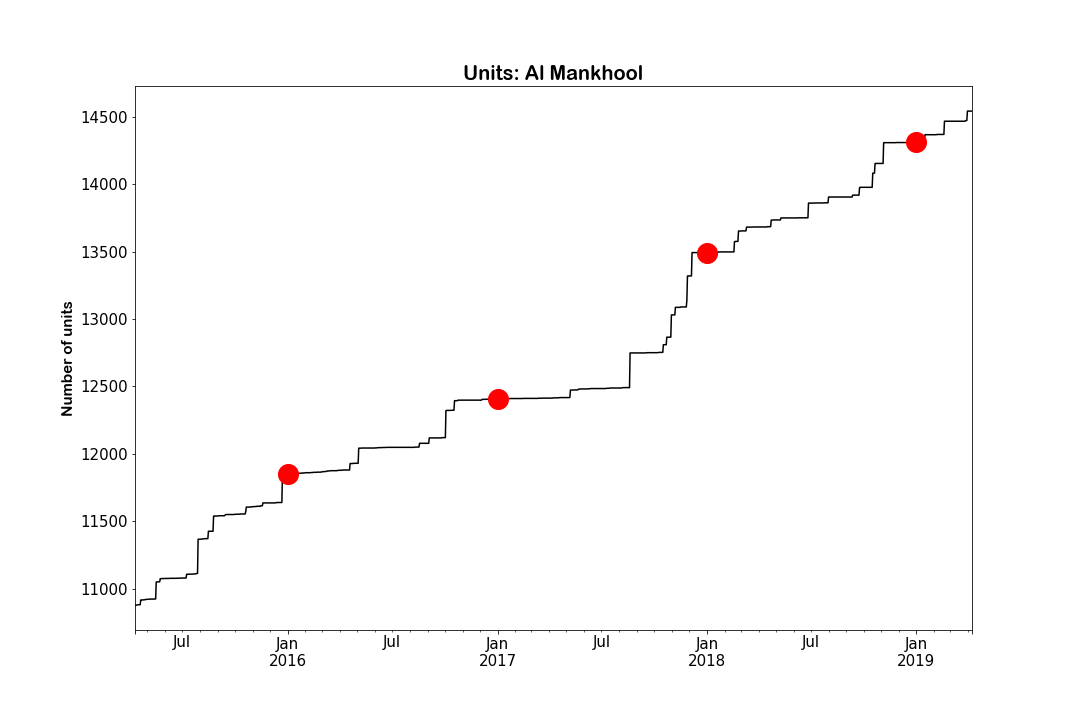 Units: Al Mankhool
Number of units
14500
14000
13500
13000
12500
12000
11500
11000
Jul
Jan
2016
Jul
Jan
2017
Jul
Jan
2018
Jul
Jan
2019